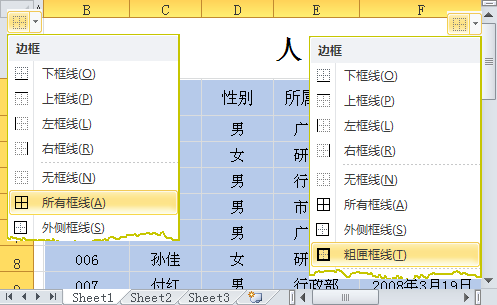 B C D E F
人
边框
下框线(O)
上框线(P)
左框线(L)
右框线(R)
无框线(N)
所有框线(A)
外侧框线(S)
边框
下框线(O)
上框线(P)
左框线(L)
右框线(R)
无框线(N)
所有框线(A)
外侧框线(S)
粗匣框线(T)
性别 所属
男 广
女 研
男 行
男 市
男 广
8 006 孙佳 女 研
9 007 付红 男 行政部 2008年3月19日
Sheet1 Sheet2 Sheet3